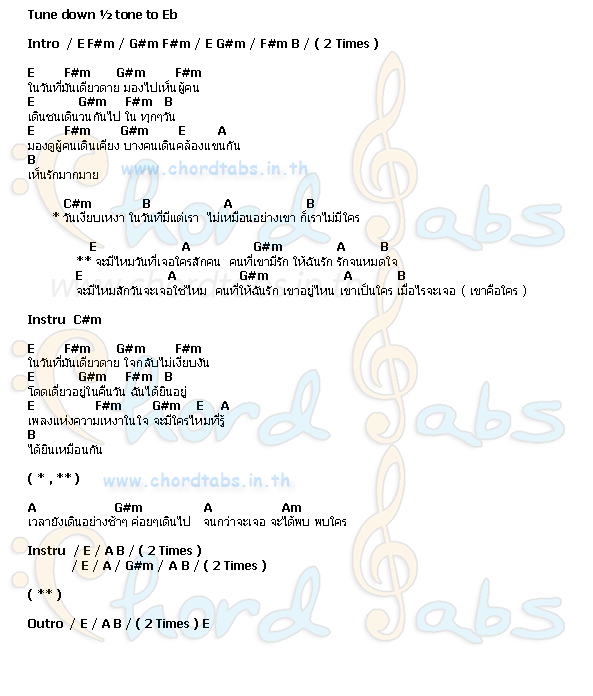 Tune down ½ tone to Eb
Intro / E F#m / G#m F#m / E G#m / F#m B / ( 2 Times )
E F#m G#m F#m
ในวันที่มันเดียวดาย มองไปเห็นผู้คน
E G#m F#m B
เดินชนเดินวนกันไป ใน ทุกๆวัน
E F#m G#m E A
มองดูผู้คนเดินเคียง บางคนเดินคล้องแขนกัน
B
เห็นรักมากมาย
www.chordtabs.in.th
C#m B A B
* วันเงียบเหงา ในวันที่มีแต่เรา ไม่เหมือนอย่างเขา ก็เราไม่มีใคร
E A G#m A B
** จะมีไหมวันที่เจอใครสักคน คนที่เขามีรัก ให้ฉันรัก รักจนหมดใจ
E A G#m A B
จะมีไหมสักวันจะเจอใช่ไหม คนที่ให้ฉันรัก เขาอยู่ไหน เขาเป็นใคร เมื่อไรจะเจอ ( เขาคือใคร )
Instru C#m
E F#m G#m F#m
ในวันที่มันเดียวดาย ใจกลับไม่เงียบงัน
E G#m F#m B
โดดเดี่ยวอยู่ในคืนวัน ฉันได้ยินอยู่
E F#m G#m E A
เพลงแห่งความเหงาในใจ จะมีใครไหมที่รู้
B
ได้ยินเหมือนกัน
( * , ** )
www.chordtabs.in.th
A G#m A Am
เวลายังเดินอย่างช้าๆ ค่อยๆเดินไป จนกว่าจะเจอ จะได้พบ พบใคร
Instru / E / A B / ( 2 Times )
/ E / A / G#m / A B / ( 2 Times )
( ** )
Outro / E / A B / ( 2 Times ) E